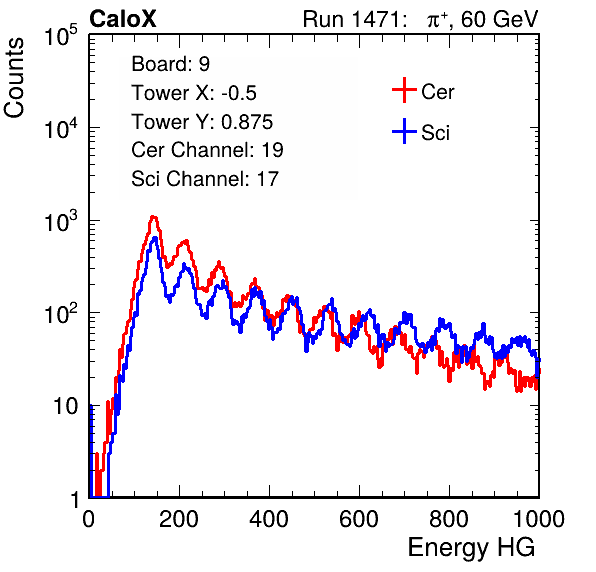 CaloX Run 1471: π⁺, 60 GeV
Counts
10⁵
10⁴
10³
10²
10
1
Board: 9
Tower X: -0.5
Tower Y: 0.875
Cer Channel: 19
Sci Channel: 17
Cer
Sci
0 200 400 600 800 1000
Energy HG